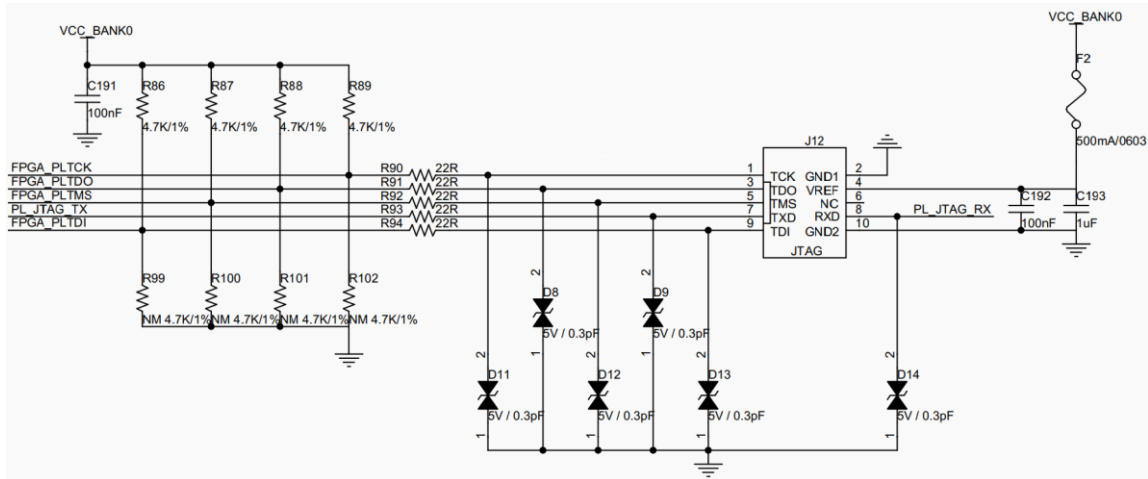 VCC_BANK0
VCC_BANK0
F2
500mA/0603
C191
100nF
R86
R87
R88
R89
4.7K/1%
4.7K/1%
4.7K/1%
4.7K/1%
J12
FPGA_PLTCK
R90
22R
1
TCK
GND1
2
FPGA_PLTDO
R91
22R
3
TDO
VREF
4
FPGA_PLTMS
R92
22R
5
TMS
NC
6
PL_JTAG_TX
R93
22R
7
TXD
RXD
8
PL_JTAG_RX
FPGA_PLTDI
R94
22R
9
TDI
GND2
10
JTAG
C192
100nF
C193
1uF
R99
R100
R101
R102
NM 4.7K/1%
NM 4.7K/1%
NM 4.7K/1%
NM 4.7K/1%
2
D8
5V / 0.3pF
1
2
D9
5V / 0.3pF
1
2
D11
5V / 0.3pF
1
2
D12
5V / 0.3pF
1
2
D13
5V / 0.3pF
1
2
D14
5V / 0.3pF
1